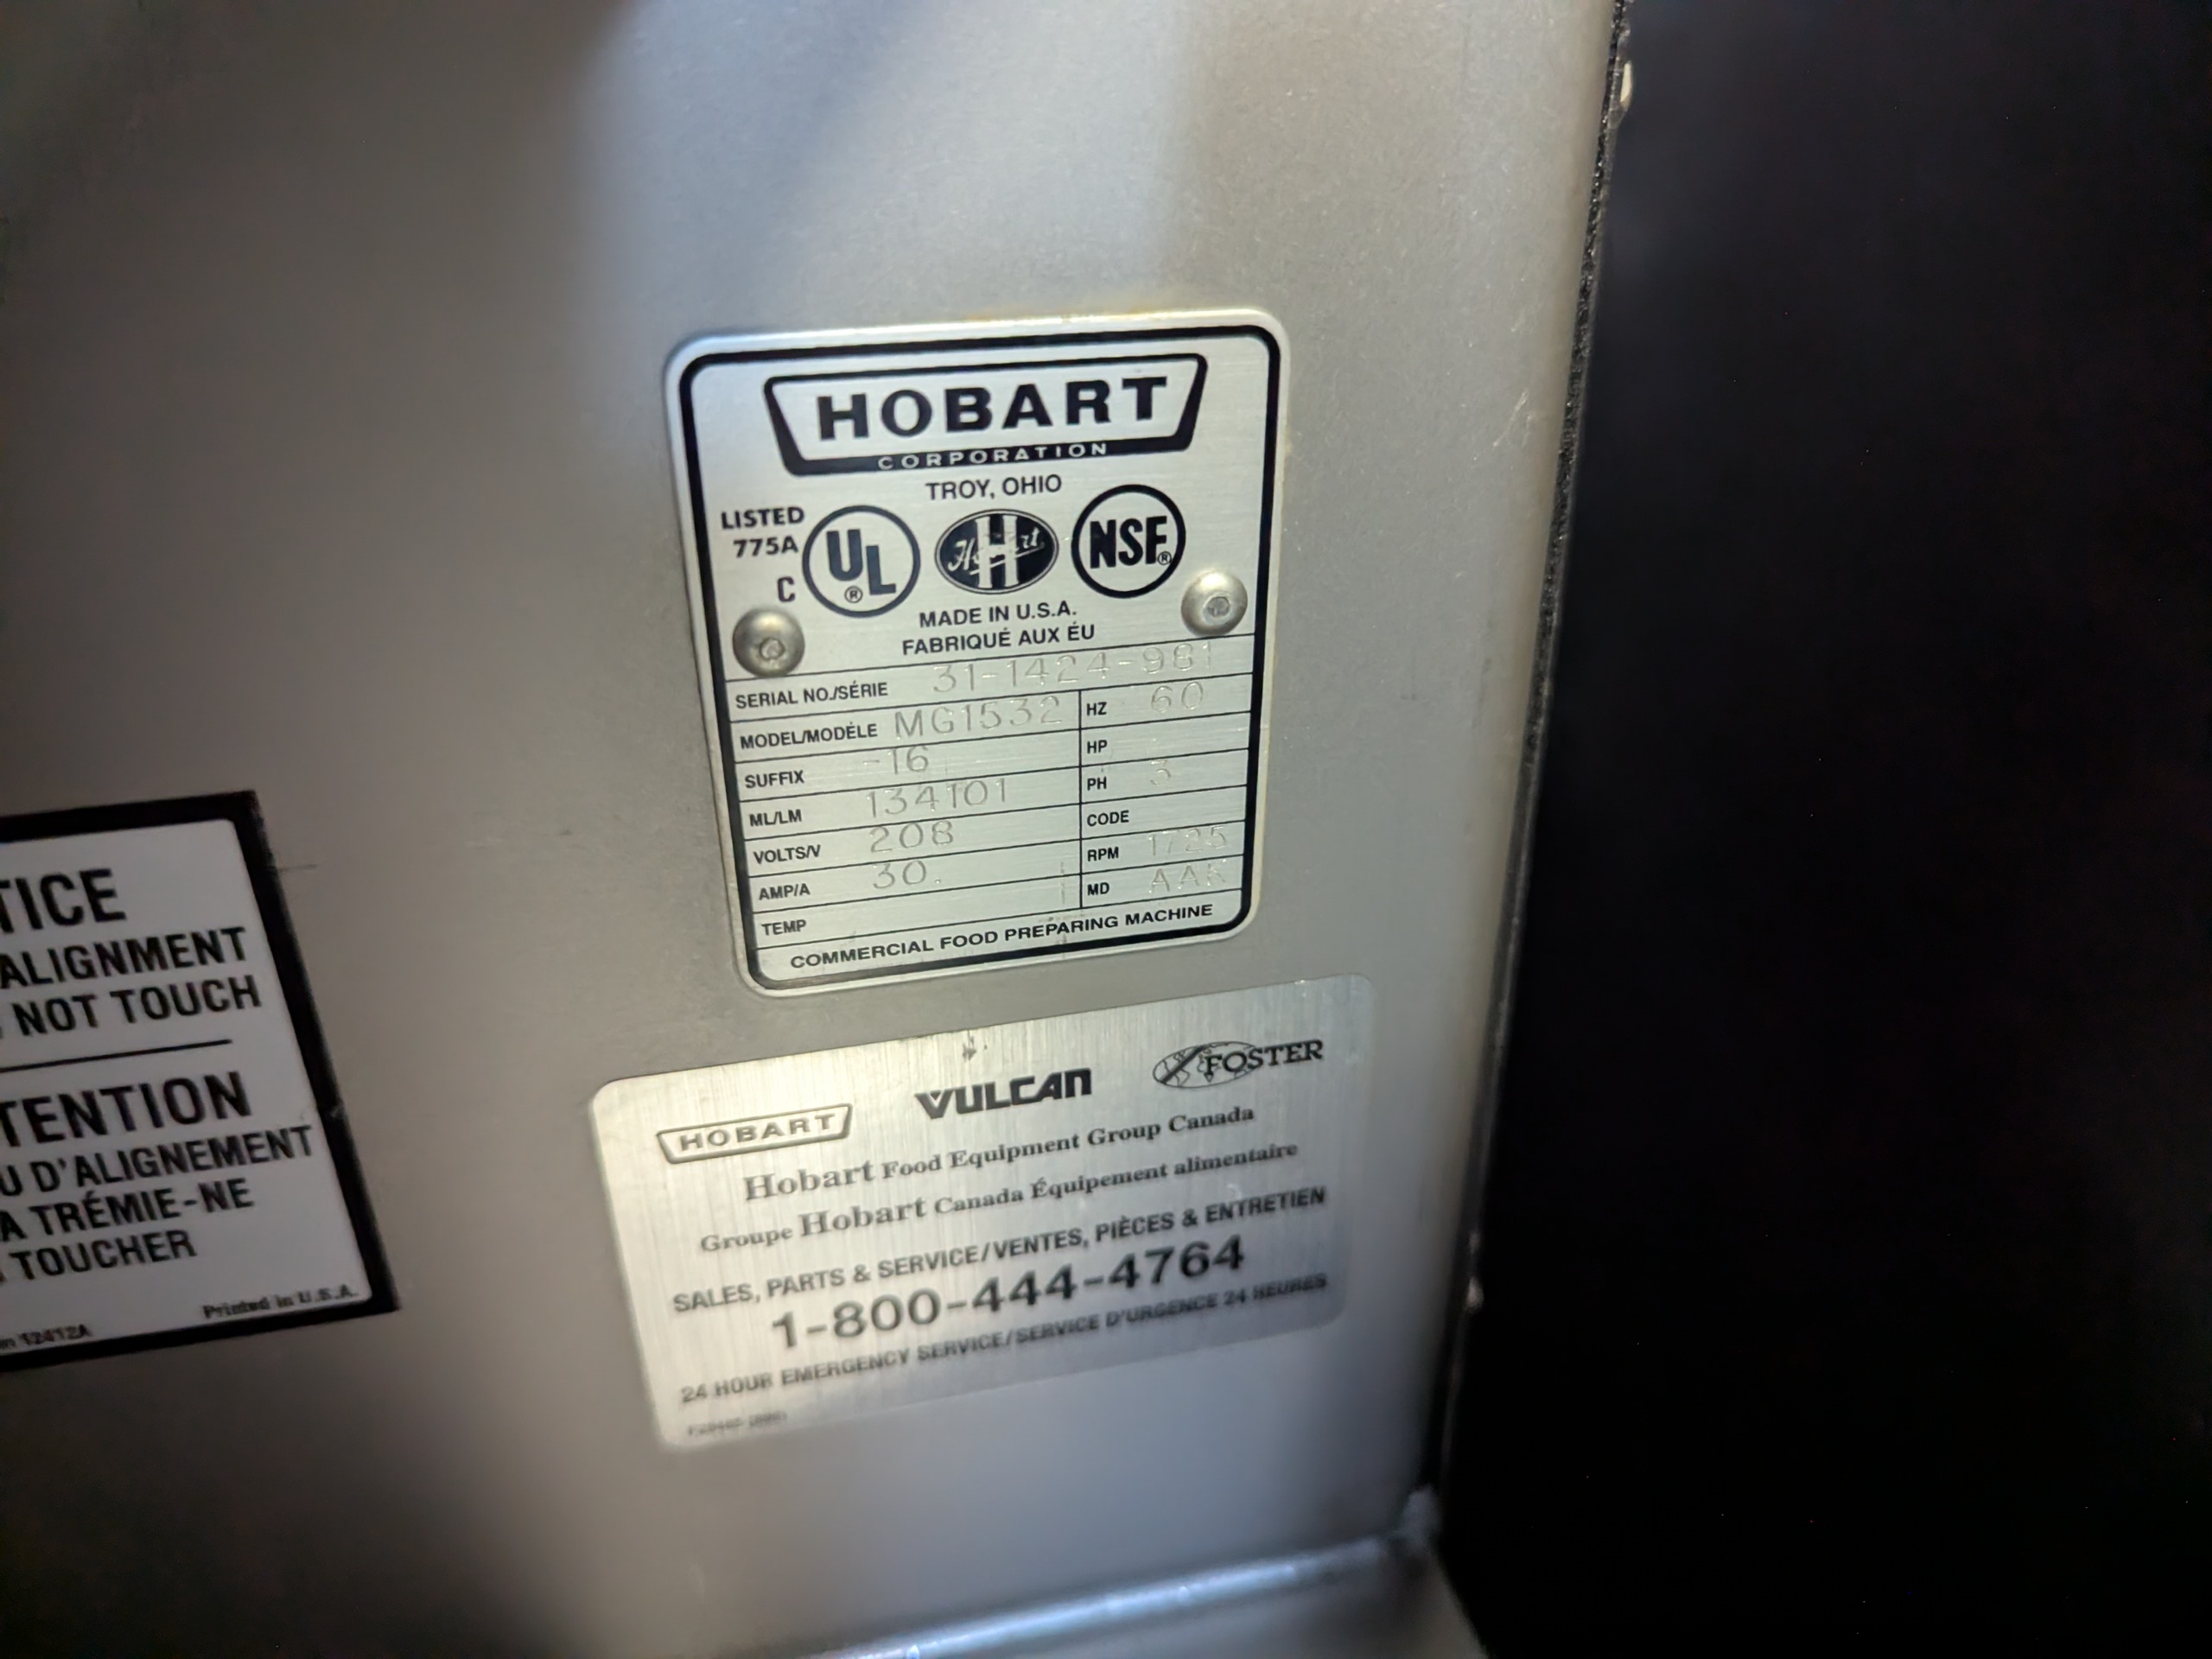 HOBART
CORPORATION
TROY, OHIO
LISTED
775A
C UL® Hobart H NSF®
MADE IN U.S.A.
FABRIQUÉ AUX ÉU
SERIAL NO./SÉRIE 31-1424-981
MODEL/MODÈLE MG1532 HZ 60
SUFFIX -16 HP
ML/LM 134101 PH 3
VOLTS/V 208 CODE
AMP/A 30. RPM 1725
TEMP MD AAK
COMMERCIAL FOOD PREPARING MACHINE
TICE
ALIGNMENT
NOT TOUCH
TENTION
U D'ALIGNEMENT
A TRÉMIE-NE
TOUCHER
Printed in U.S.A.
12412A
HOBART VULCAN FOSTER
Hobart Food Equipment Group Canada
Groupe Hobart Canada Équipement alimentaire
SALES, PARTS & SERVICE/VENTES, PIÈCES & ENTRETIEN
1-800-444-4764
24 HOUR EMERGENCY SERVICE/SERVICE D'URGENCE 24 HEURES